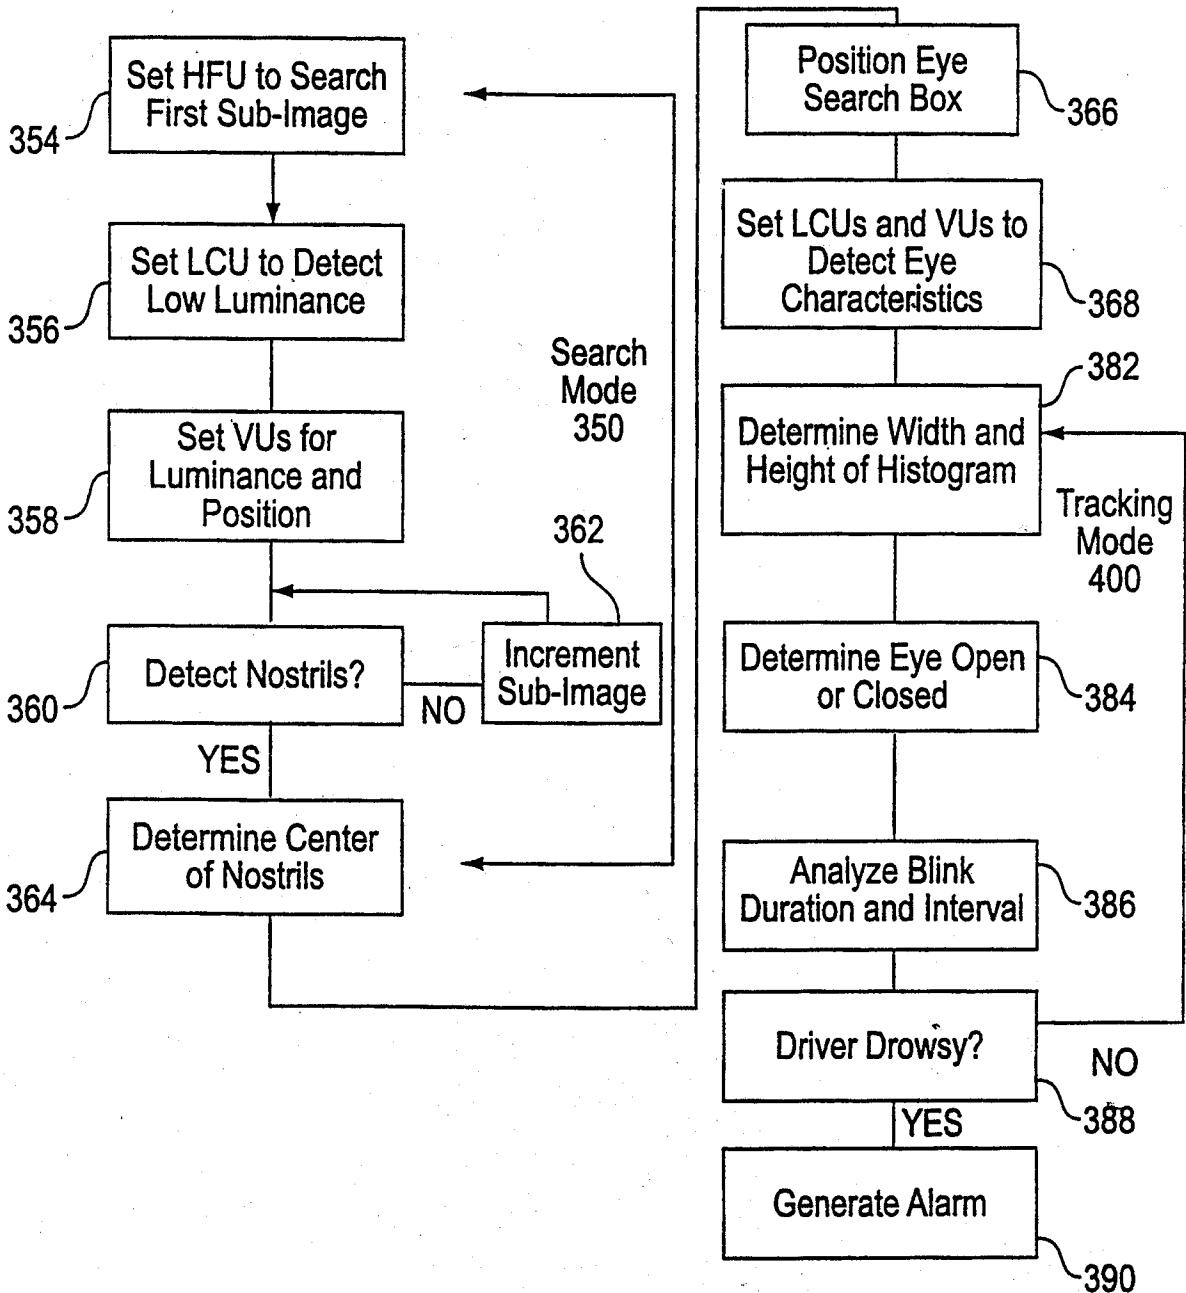 Set HFU to Search
First Sub-Image
354
Set LCU to Detect
Low Luminance
356
Set VUs for
Luminance and
Position
358
Search
Mode
350
362
Detect Nostrils?
360
NO
Increment
Sub-Image
YES
Determine Center
of Nostrils
364
Position Eye
Search Box
366
Set LCUs and VUs to
Detect Eye
Characteristics
368
382
Determine Width and
Height of Histogram
Tracking
Mode
400
Determine Eye Open
or Closed
384
Analyze Blink
Duration and Interval
386
Driver Drowsy?
NO
388
YES
Generate Alarm
390